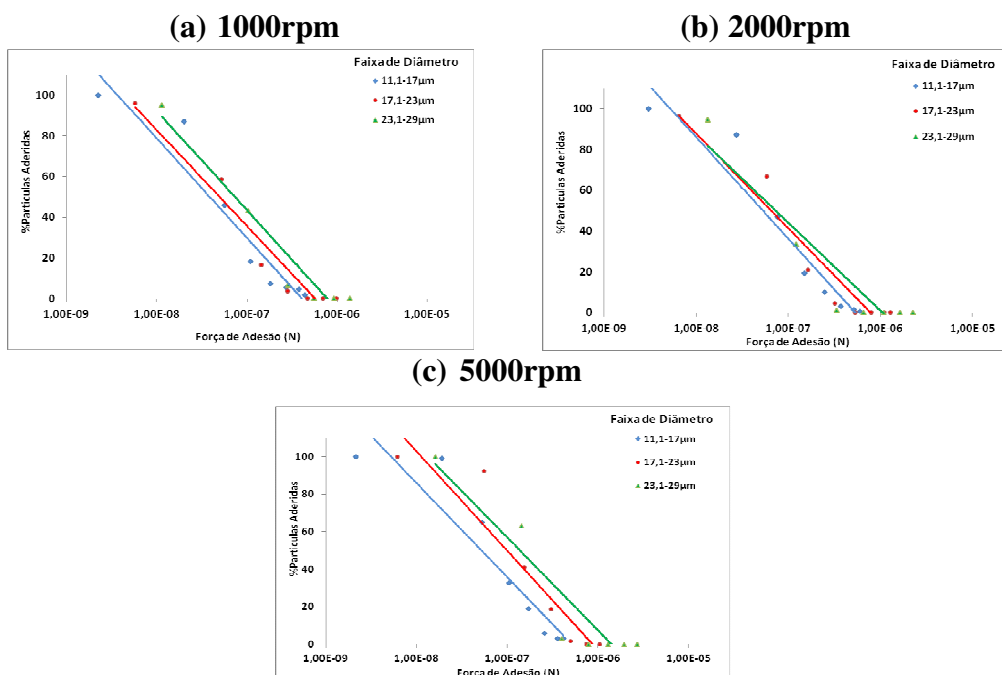 (a) 1000rpm
Faixa de Diâmetro
11,1-17µm
17,1-23µm
23,1-29µm
%Partículas Aderidas
100
80
60
40
20
0
1,00E-09
1,00E-08
1,00E-07
1,00E-06
1,00E-05
Força de Adesão (N)
(b) 2000rpm
Faixa de Diâmetro
11,1-17µm
17,1-23µm
23,1-29µm
%Partículas Aderidas
100
80
60
40
20
0
1,00E-09
1,00E-08
1,00E-07
1,00E-06
1,00E-05
Força de Adesão (N)
(c) 5000rpm
Faixa de Diâmetro
11,1-17µm
17,1-23µm
23,1-29µm
%Partículas Aderidas
100
80
60
40
20
0
1,00E-09
1,00E-08
1,00E-07
1,00E-06
1,00E-05
Força de Adesão (N)